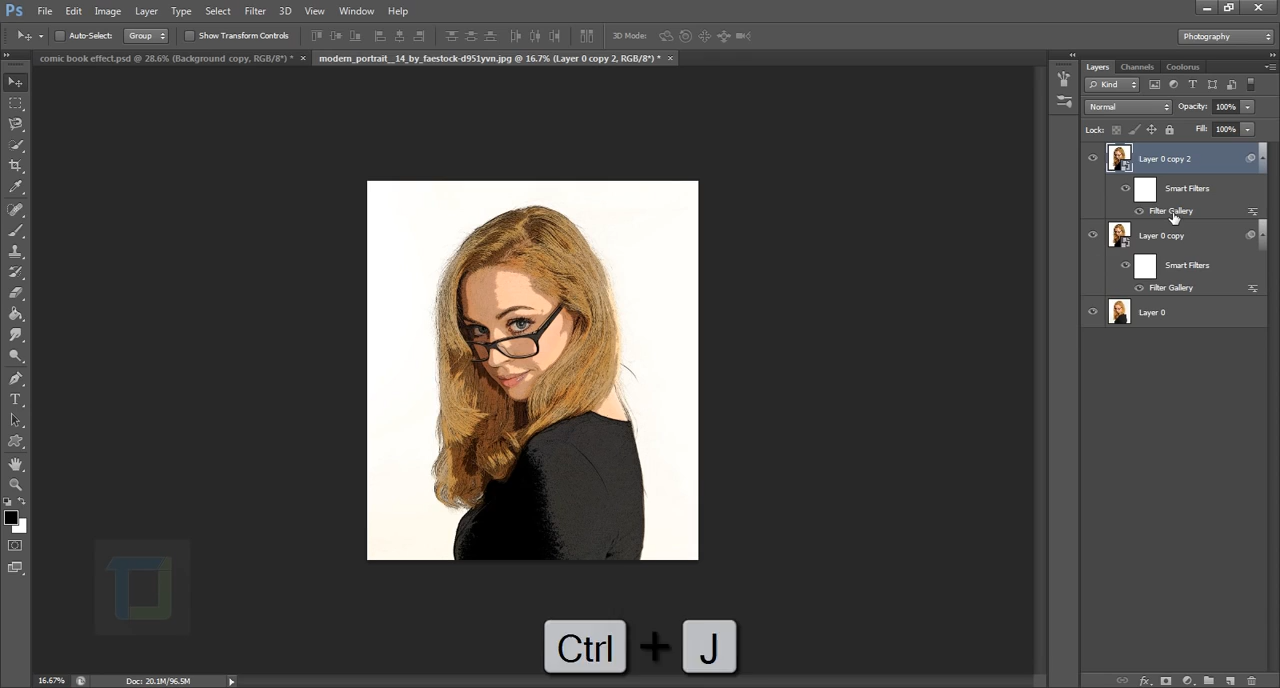 Ps File Edit Image Layer Type Select Filter 3D View Window Help
Auto-Select: Group Show Transform Controls 3D Mode: Photography
comic book effect.psd @ 28.6% (Background copy, RGB/8*) * × modern_portrait__14_by_faestock-d951yvn.jpg @ 16.7% (Layer 0 copy 2, RGB/8*) * ×
Layers Channels Coolorus
Kind
Normal Opacity: 100%
Lock: Fill: 100%
Layer 0 copy 2
Smart Filters
Filter Gallery
Layer 0 copy
Smart Filters
Filter Gallery
Layer 0
Ctrl + J
16.67% Doc: 20.1M/96.5M